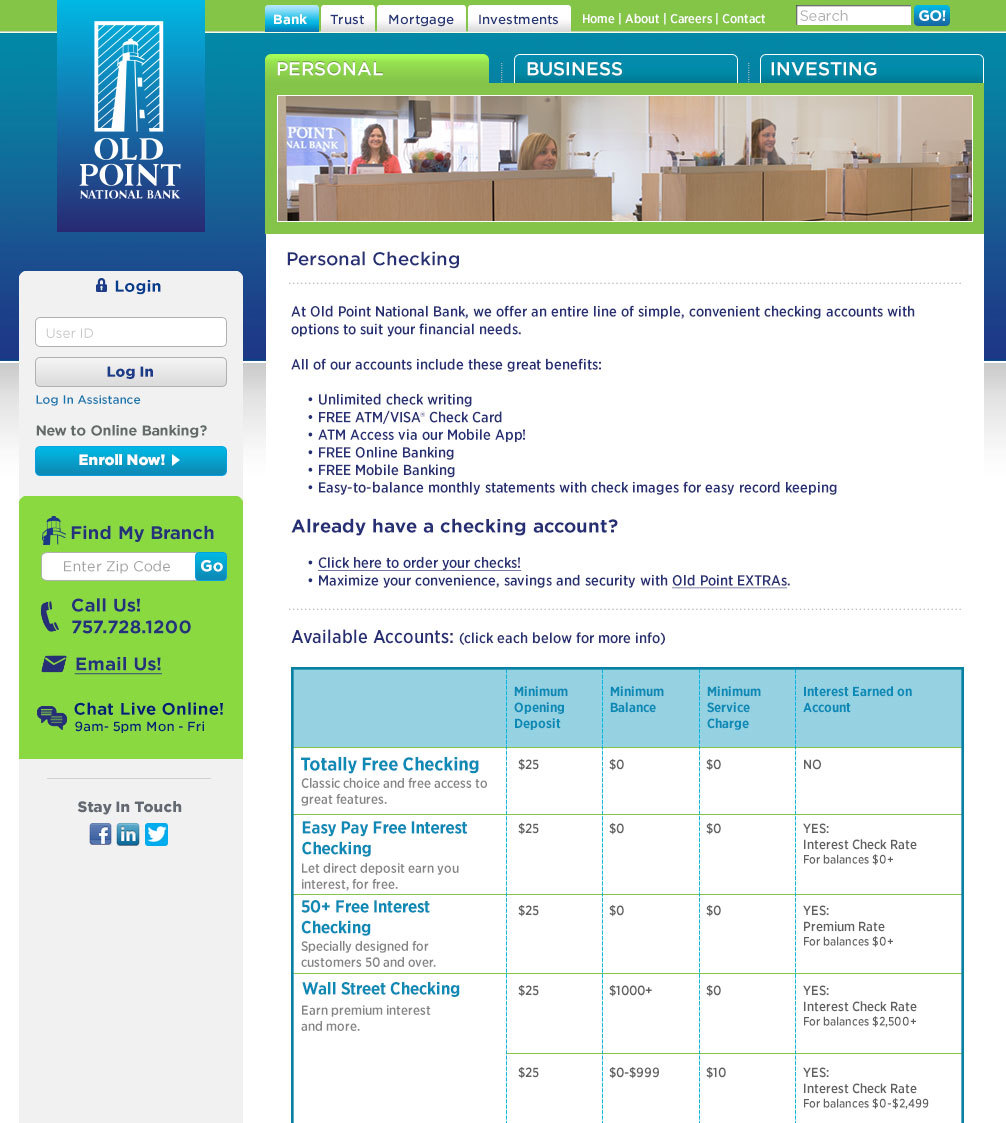 Bank
Trust
Mortgage
Investments
Home | About | Careers | Contact
Search
GO!
OLD
POINT
NATIONAL BANK
PERSONAL
BUSINESS
INVESTING
POINT
NAL BANK
Login
User ID
Log In
Log In Assistance
New to Online Banking?
Enroll Now!
Find My Branch
Enter Zip Code
Go
Call Us!
757.728.1200
Email Us!
Chat Live Online!
9am- 5pm Mon - Fri
Stay In Touch
f
in
Personal Checking
At Old Point National Bank, we offer an entire line of simple, convenient checking accounts with
options to suit your financial needs.
All of our accounts include these great benefits:
• Unlimited check writing
• FREE ATM/VISA® Check Card
• ATM Access via our Mobile App!
• FREE Online Banking
• FREE Mobile Banking
• Easy-to-balance monthly statements with check images for easy record keeping
Already have a checking account?
• Click here to order your checks!
• Maximize your convenience, savings and security with Old Point EXTRAs.
Available Accounts: (click each below for more info)
Minimum
Opening
Deposit
Minimum
Balance
Minimum
Service
Charge
Interest Earned on
Account
Totally Free Checking
Classic choice and free access to
great features.
$25
$0
$0
NO
Easy Pay Free Interest
Checking
Let direct deposit earn you
interest, for free.
$25
$0
$0
YES:
Interest Check Rate
For balances $0+
50+ Free Interest
Checking
Specially designed for
customers 50 and over.
$25
$0
$0
YES:
Premium Rate
For balances $0+
Wall Street Checking
Earn premium interest
and more.
$25
$1000+
$0
YES:
Interest Check Rate
For balances $2,500+
$25
$0-$999
$10
YES:
Interest Check Rate
For balances $0-$2,499